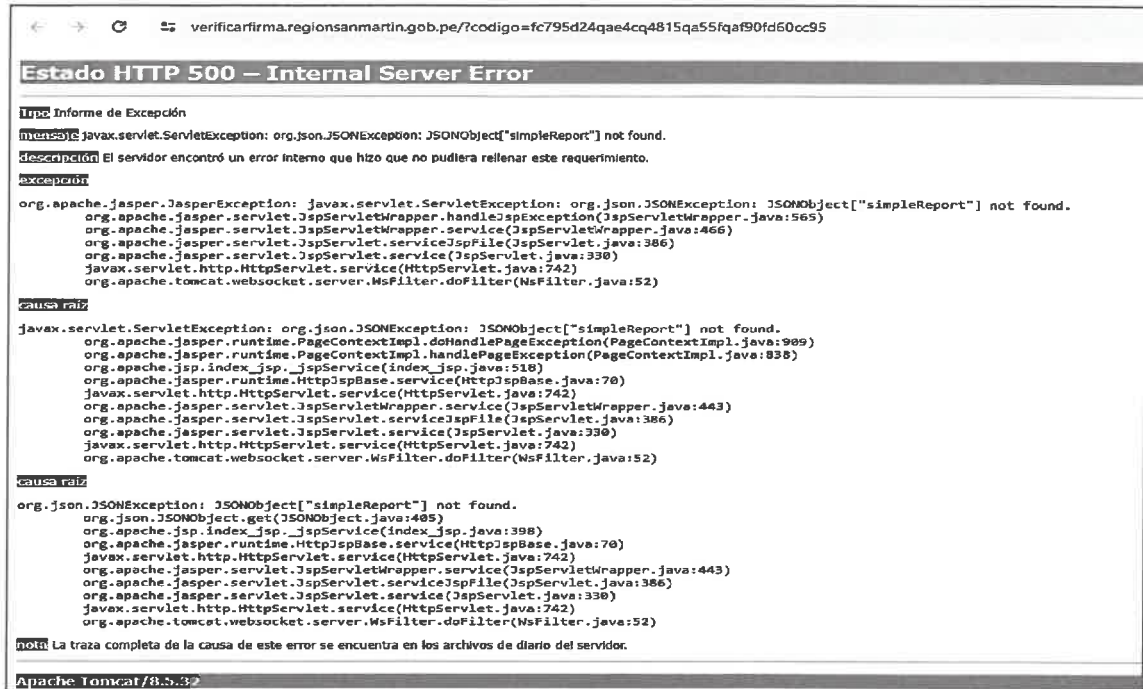 verificarfirma.regionsanmartin.gob.pe/?codigo=fc795d24qae4cq4815qa55fqaf90fd60cc95
Estado HTTP 500 – Internal Server Error
Tipo Informe de Excepción
mensaje javax.servlet.ServletException: org.json.JSONException: JSONObject["simpleReport"] not found.
descripción El servidor encontró un error interno que hizo que no pudiera rellenar este requerimiento.
excepción
org.apache.jasper.JasperException: javax.servlet.ServletException: org.json.JSONException: JSONObject["simpleReport"] not found.
org.apache.jasper.servlet.JspServletWrapper.handleJspException(JspServletWrapper.java:565)
org.apache.jasper.servlet.JspServletWrapper.service(JspServletWrapper.java:466)
org.apache.jasper.servlet.JspServlet.serviceJspFile(JspServlet.java:386)
org.apache.jasper.servlet.JspServlet.service(JspServlet.java:330)
javax.servlet.http.HttpServlet.service(HttpServlet.java:742)
org.apache.tomcat.websocket.server.WsFilter.doFilter(WsFilter.java:52)
causa raíz
javax.servlet.ServletException: org.json.JSONException: JSONObject["simpleReport"] not found.
org.apache.jasper.runtime.PageContextImpl.doHandlePageException(PageContextImpl.java:909)
org.apache.jasper.runtime.PageContextImpl.handlePageException(PageContextImpl.java:838)
org.apache.jsp.index_jsp._jspService(index_jsp.java:518)
org.apache.jasper.runtime.HttpJspBase.service(HttpJspBase.java:70)
javax.servlet.http.HttpServlet.service(HttpServlet.java:742)
org.apache.jasper.servlet.JspServletWrapper.service(JspServletWrapper.java:443)
org.apache.jasper.servlet.JspServlet.serviceJspFile(JspServlet.java:386)
org.apache.jasper.servlet.JspServlet.service(JspServlet.java:330)
javax.servlet.http.HttpServlet.service(HttpServlet.java:742)
org.apache.tomcat.websocket.server.WsFilter.doFilter(WsFilter.java:52)
causa raíz
org.json.JSONException: JSONObject["simpleReport"] not found.
org.json.JSONObject.get(JSONObject.java:405)
org.apache.jsp.index_jsp._jspService(index_jsp.java:398)
org.apache.jasper.runtime.HttpJspBase.service(HttpJspBase.java:70)
javax.servlet.http.HttpServlet.service(HttpServlet.java:742)
org.apache.jasper.servlet.JspServletWrapper.service(JspServletWrapper.java:443)
org.apache.jasper.servlet.JspServlet.serviceJspFile(JspServlet.java:386)
org.apache.jasper.servlet.JspServlet.service(JspServlet.java:330)
javax.servlet.http.HttpServlet.service(HttpServlet.java:742)
org.apache.tomcat.websocket.server.WsFilter.doFilter(WsFilter.java:52)
nota La traza completa de la causa de este error se encuentra en los archivos de diario del servidor.
Apache Tomcat/8.5.32